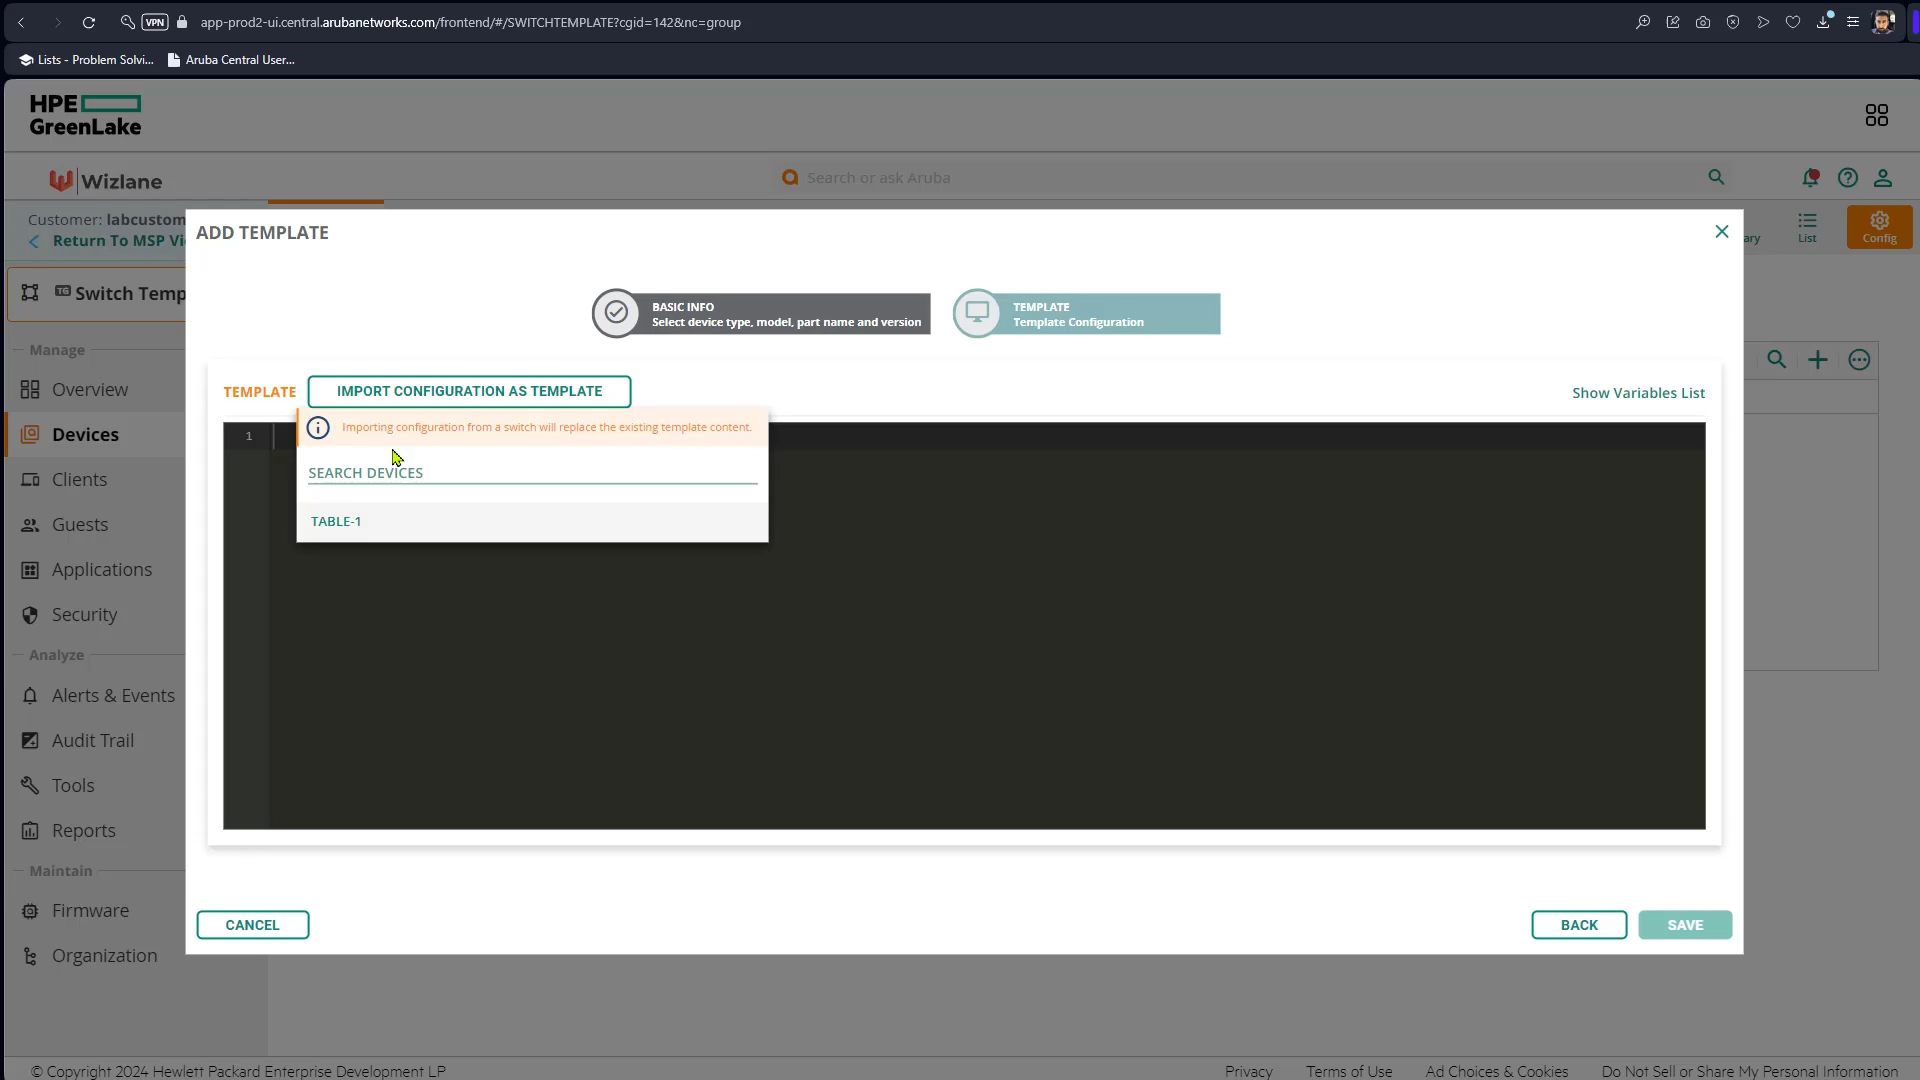 VPN
app-prod2-ui.central.arubanetworks.com/frontend/#/SWITCHTEMPLATE?cgid=142&nc=group
Lists - Problem Solvi...
Aruba Central User...
HPE
GreenLake
Wizlane
Search or ask Aruba
Customer: labcustom
Return To MSP Vi
ary
List
Config
TG Switch Temp
ADD TEMPLATE
BASIC INFO
Select device type, model, part name and version
TEMPLATE
Template Configuration
TEMPLATE
IMPORT CONFIGURATION AS TEMPLATE
Show Variables List
Importing configuration from a switch will replace the existing template content.
1
SEARCH DEVICES
TABLE-1
Manage
Overview
Devices
Clients
Guests
Applications
Security
Analyze
Alerts & Events
Audit Trail
Tools
Reports
Maintain
Firmware
Organization
CANCEL
BACK
SAVE
© Copyright 2024 Hewlett Packard Enterprise Development LP
Privacy
Terms of Use
Ad Choices & Cookies
Do Not Sell or Share My Personal Information